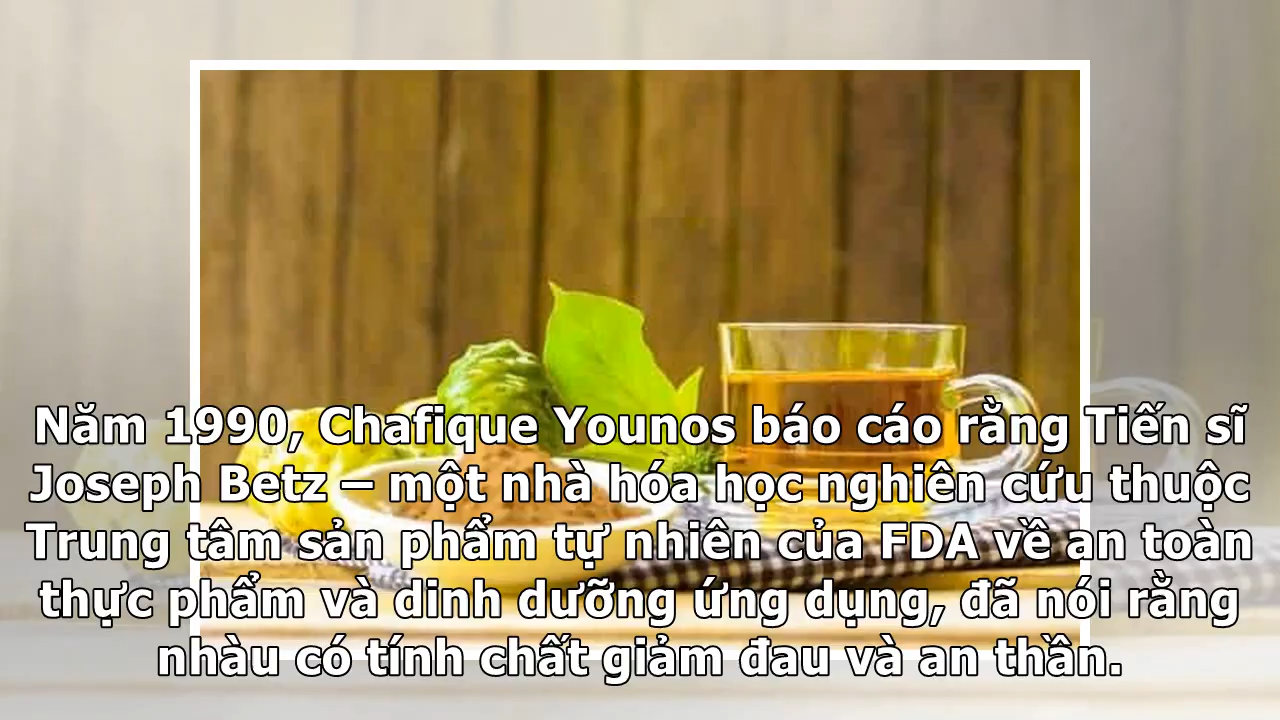 Năm 1990, Chafique Younos báo cáo rằng Tiến sĩ
Joseph Betz – một nhà hóa học nghiên cứu thuộc
Trung tâm sản phẩm tự nhiên của FDA về an toàn
thực phẩm và dinh dưỡng ứng dụng, đã nói rằng
nhàu có tính chất giảm đau và an thần.